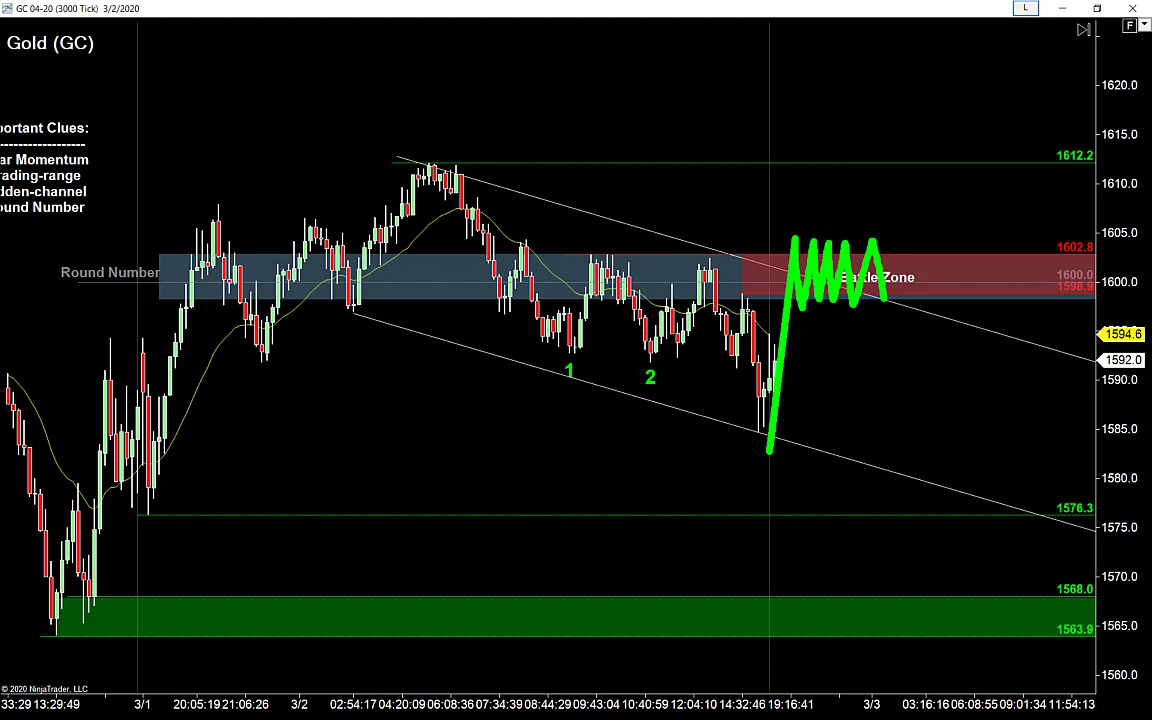 GC 04-20 (3000 Tick) 3/2/2020
L
F
Gold (GC)
1620.0
portant Clues:
-----------------
ar Momentum
rading-range
dden-channel
ound Number
1615.0
1612.2
1610.0
1605.0
1602.8
Round Number
Battle Zone
1600.0
1600.0
1598.9
1594.6
1592.0
1
2
1590.0
1585.0
1580.0
1576.3
1575.0
1570.0
1568.0
1565.0
1563.9
1560.0
© 2020 NinjaTrader, LLC
33:29 13:29:49 3/1 20:05:19 21:06:26 3/2 02:54:17 04:20:09 06:08:36 07:34:39 08:44:29 09:43:04 10:40:59 12:04:10 14:32:46 19:16:41 3/3 03:16:16 06:08:55 09:01:34 11:54:13